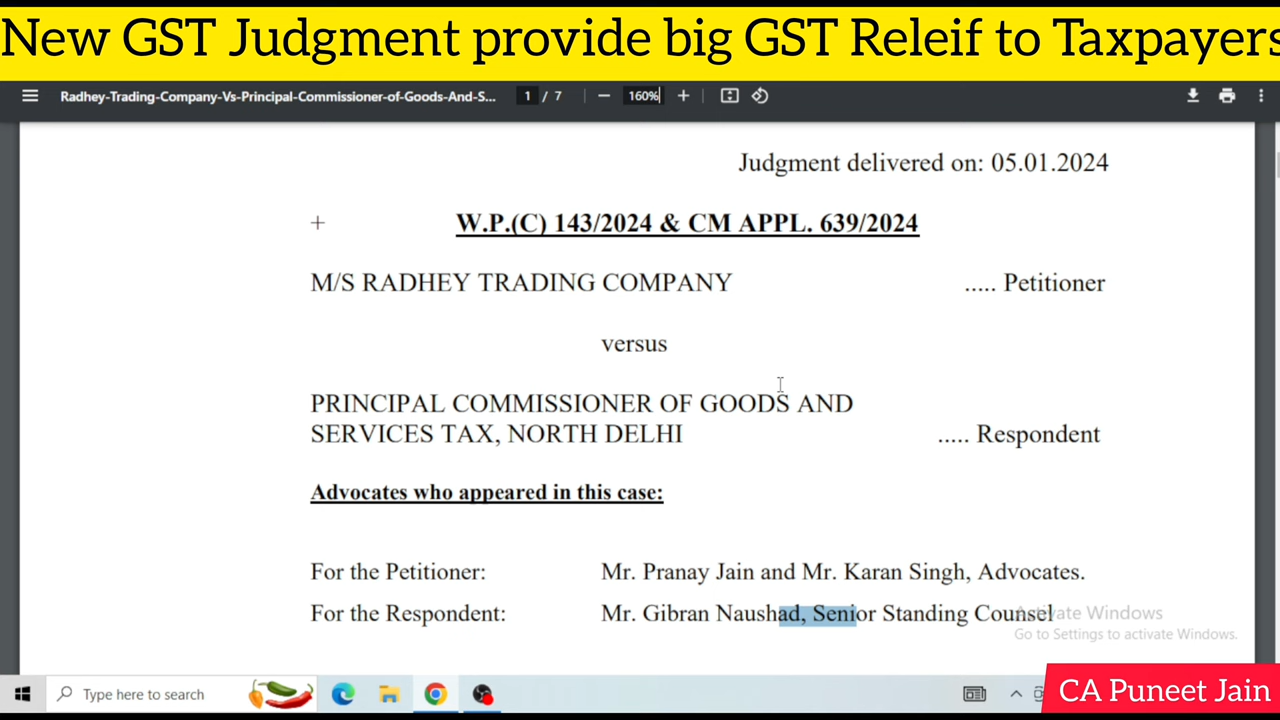 New GST Judgment provide big GST Releif to Taxpayers
Radhey-Trading-Company-Vs-Principal-Commissioner-of-Goods-And-S... 1 / 7 — 160% +
Judgment delivered on: 05.01.2024
+ W.P.(C) 143/2024 & CM APPL. 639/2024
M/S RADHEY TRADING COMPANY ..... Petitioner
versus
PRINCIPAL COMMISSIONER OF GOODS AND
SERVICES TAX, NORTH DELHI ..... Respondent
Advocates who appeared in this case:
For the Petitioner: Mr. Pranay Jain and Mr. Karan Singh, Advocates.
For the Respondent: Mr. Gibran Naushad, Senior Standing Counsel
Activate Windows
Go to Settings to activate Windows.
Type here to search
CA Puneet Jain